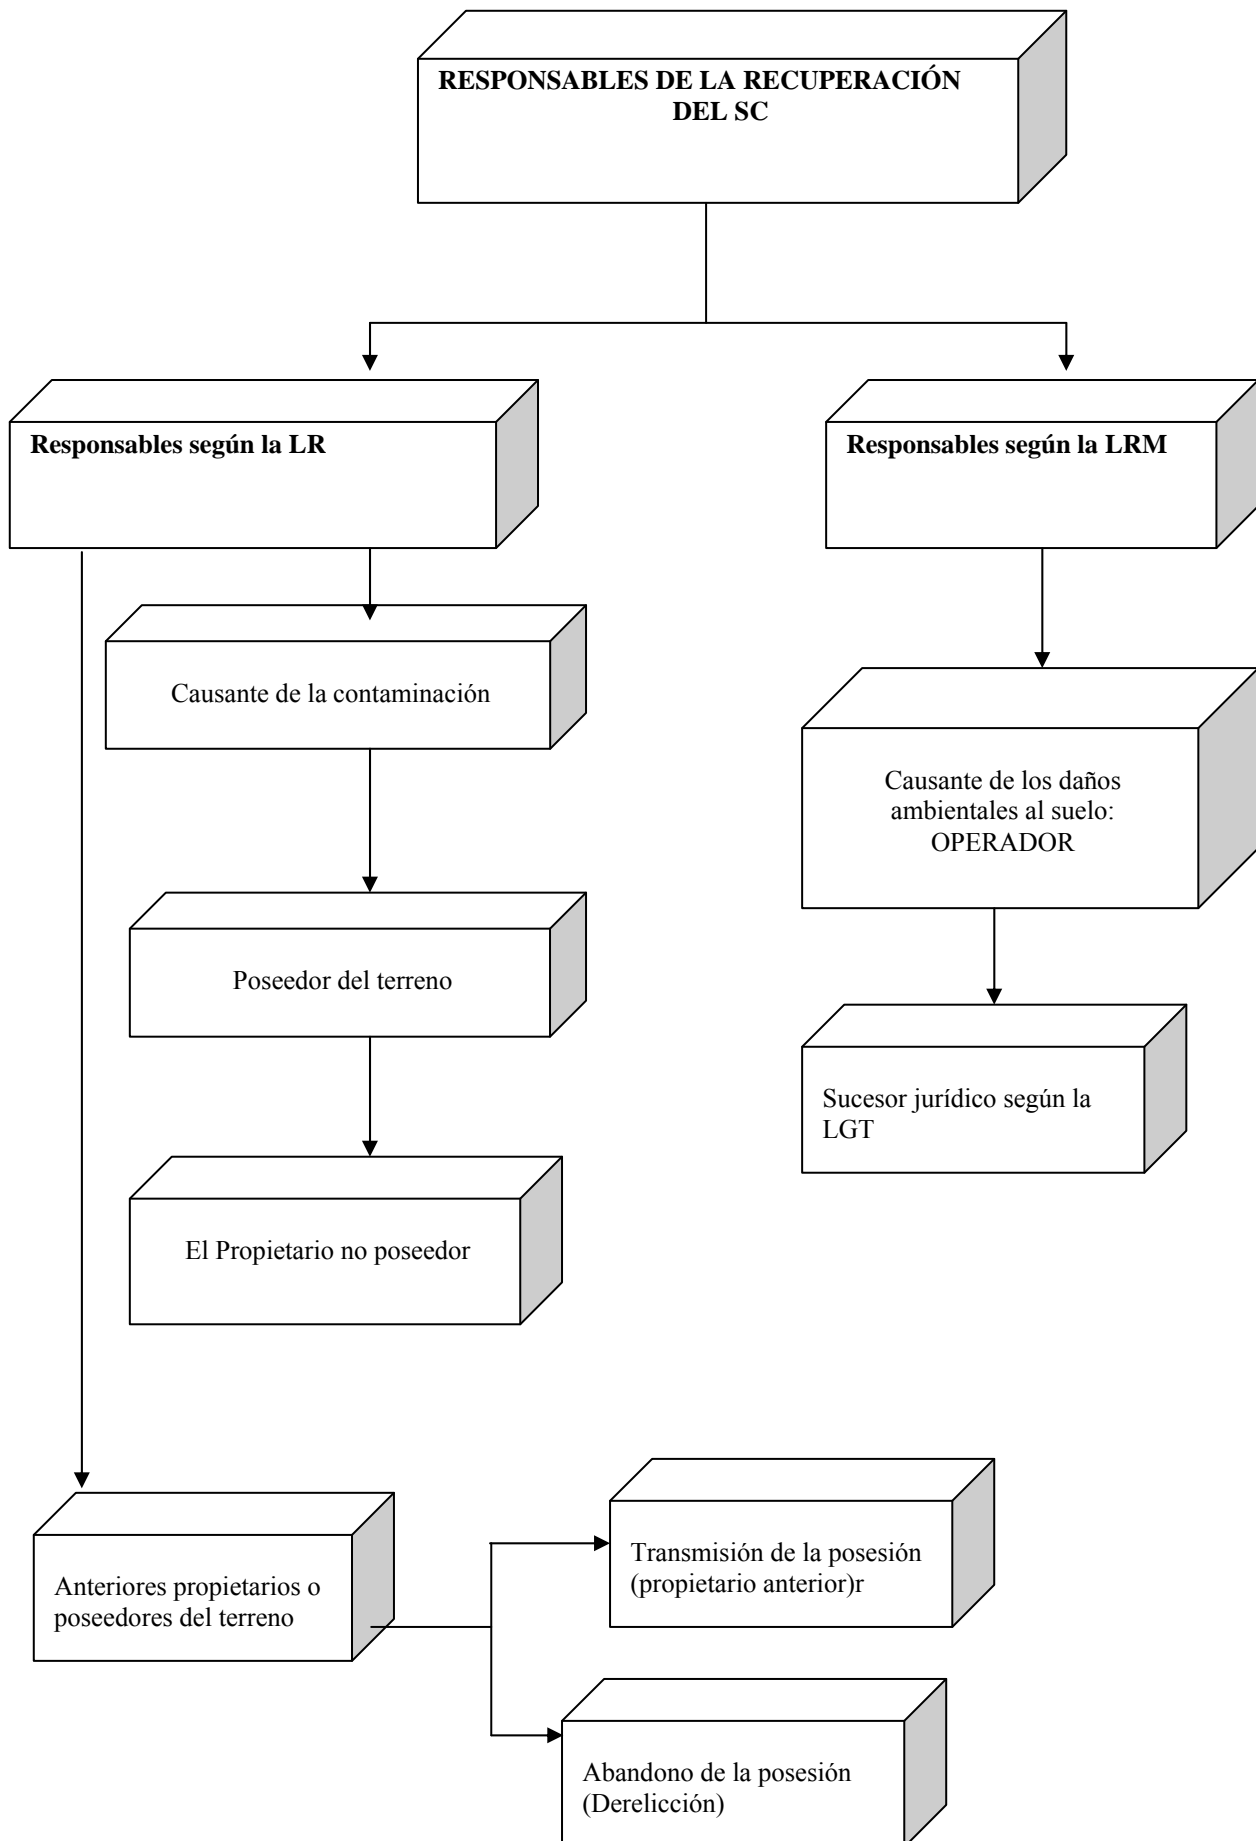 RESPONSABLES DE LA RECUPERACIÓN
DEL SC
Responsables según la LR
Responsables según la LRM
Causante de la contaminación
Causante de los daños
ambientales al suelo:
OPERADOR
Poseedor del terreno
Sucesor jurídico según la
LGT
El Propietario no poseedor
Anteriores propietarios o
poseedores del terreno
Transmisión de la posesión
(propietario anterior)r
Abandono de la posesión
(Derelicción)